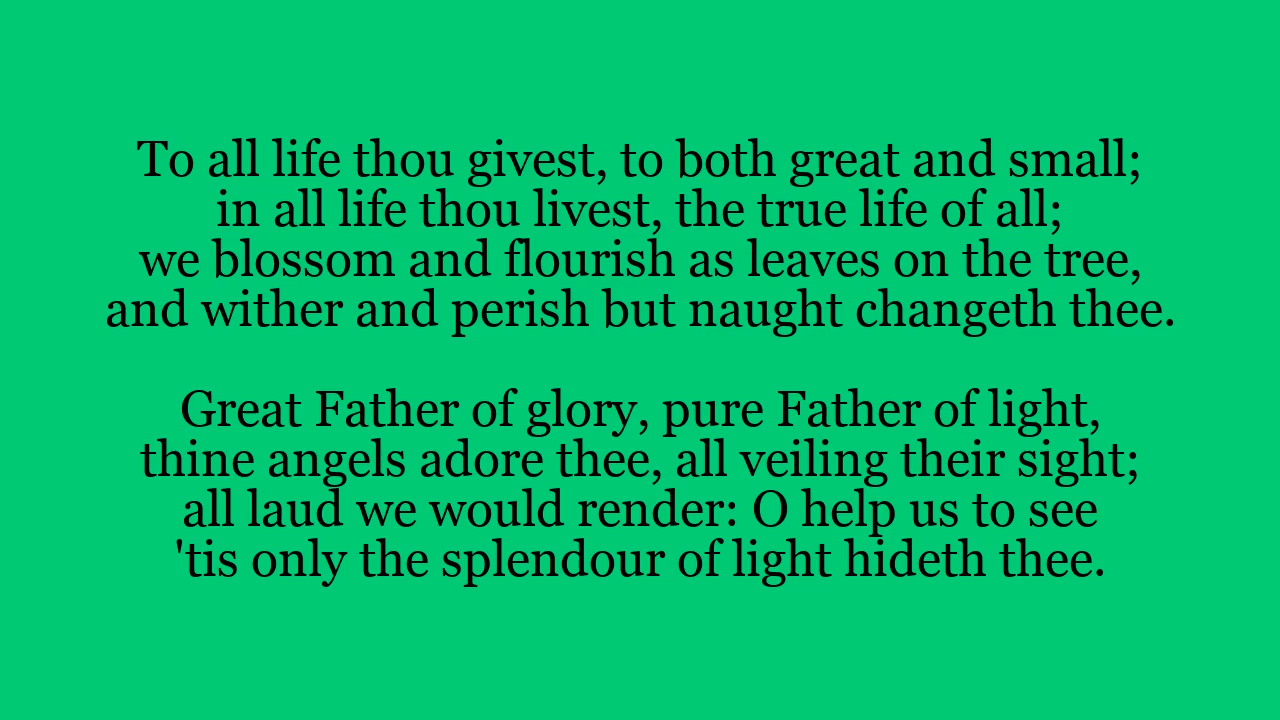 To all life thou givest, to both great and small;
in all life thou livest, the true life of all;
we blossom and flourish as leaves on the tree,
and wither and perish but naught changeth thee.
Great Father of glory, pure Father of light,
thine angels adore thee, all veiling their sight;
all laud we would render: O help us to see
'tis only the splendour of light hideth thee.